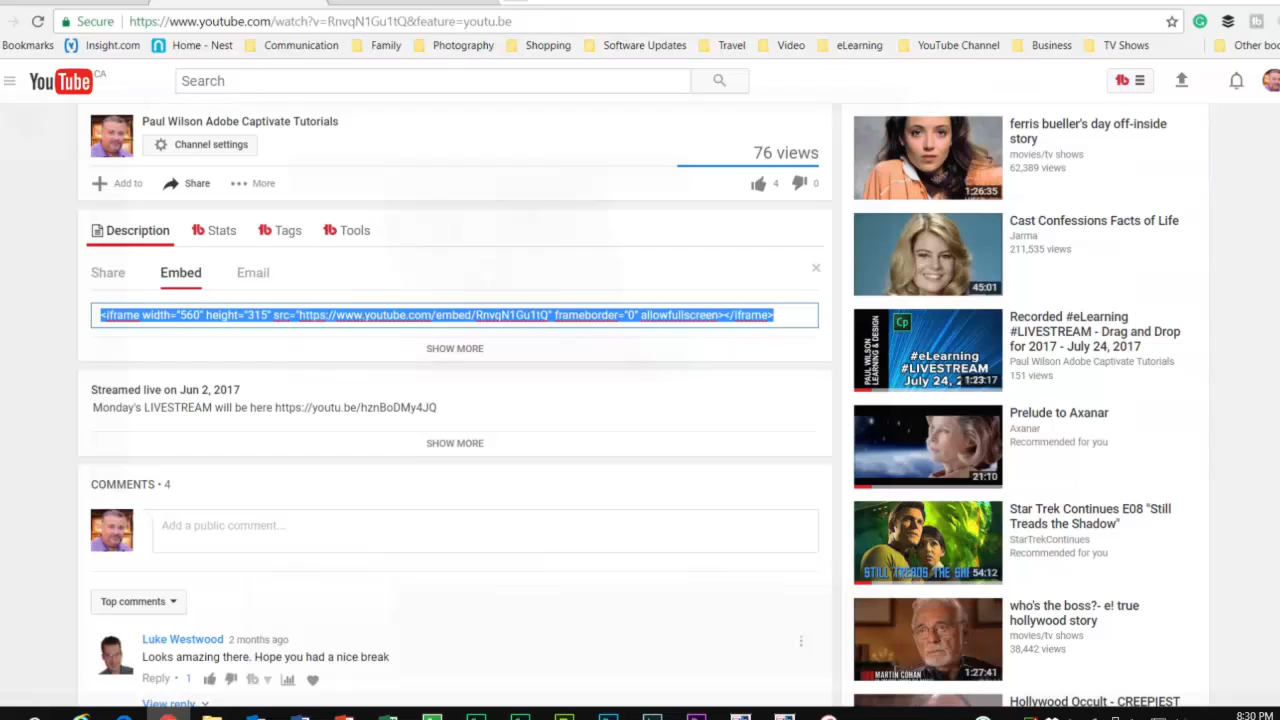 Secure https://www.youtube.com/watch?v=RnvqN1Gu1tQ&feature=youtu.be
Bookmarks Insight.com Home - Nest Communication Family Photography Shopping Software Updates Travel Video eLearning YouTube Channel Business TV Shows Other boo
YouTube CA
Search
Paul Wilson Adobe Captivate Tutorials
Channel settings
76 views
Add to Share More
4 0
Description Stats Tags Tools
Share Embed Email
<iframe width="560" height="315" src="https://www.youtube.com/embed/RnvqN1Gu1tQ" frameborder="0" allowfullscreen></iframe>
SHOW MORE
Streamed live on Jun 2, 2017
Monday's LIVESTREAM will be here https://youtu.be/hznBoDMy4JQ
SHOW MORE
COMMENTS • 4
Add a public comment...
Top comments
Luke Westwood 2 months ago
Looks amazing there. Hope you had a nice break
Reply • 1
View reply
1:26:35
ferris bueller's day off-inside
story
movies/tv shows
62,389 views
45:01
Cast Confessions Facts of Life
Jarma
211,535 views
PAUL WILSON
LEARNING & DESIGN
Cp
#eLearning
#LIVESTREAM
July 24, 2
1:23:17
Recorded #eLearning
#LIVESTREAM - Drag and Drop
for 2017 - July 24, 2017
Paul Wilson Adobe Captivate Tutorials
151 views
21:10
Prelude to Axanar
Axanar
Recommended for you
STILL TREADS THE SH
54:12
Star Trek Continues E08 "Still
Treads the Shadow"
StarTrekContinues
Recommended for you
MARTIN COHAN
1:27:41
who's the boss?- e! true
hollywood story
movies/tv shows
38,442 views
Hollywood Occult - CREEPIEST
8:30 PM